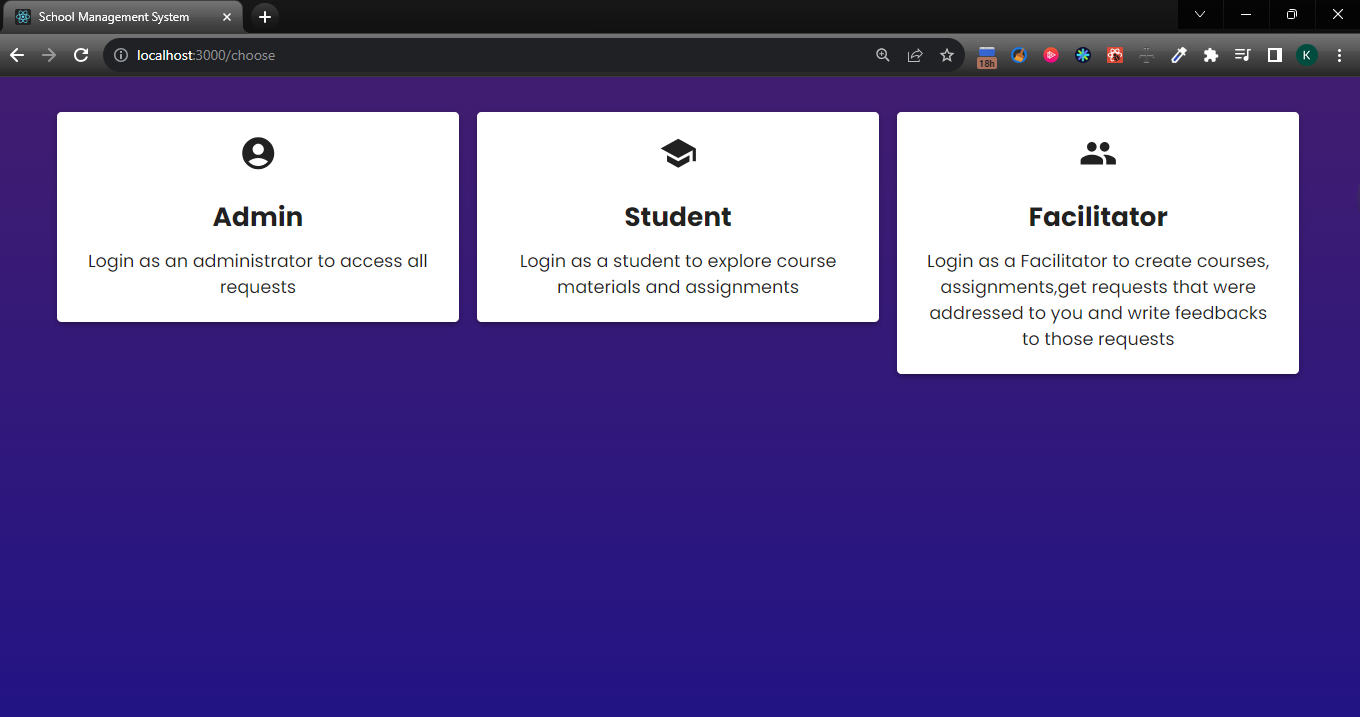 School Management System
localhost:3000/choose
18h
K
Admin
Login as an administrator to access all
requests
Student
Login as a student to explore course
materials and assignments
Facilitator
Login as a Facilitator to create courses,
assignments,get requests that were
addressed to you and write feedbacks
to those requests